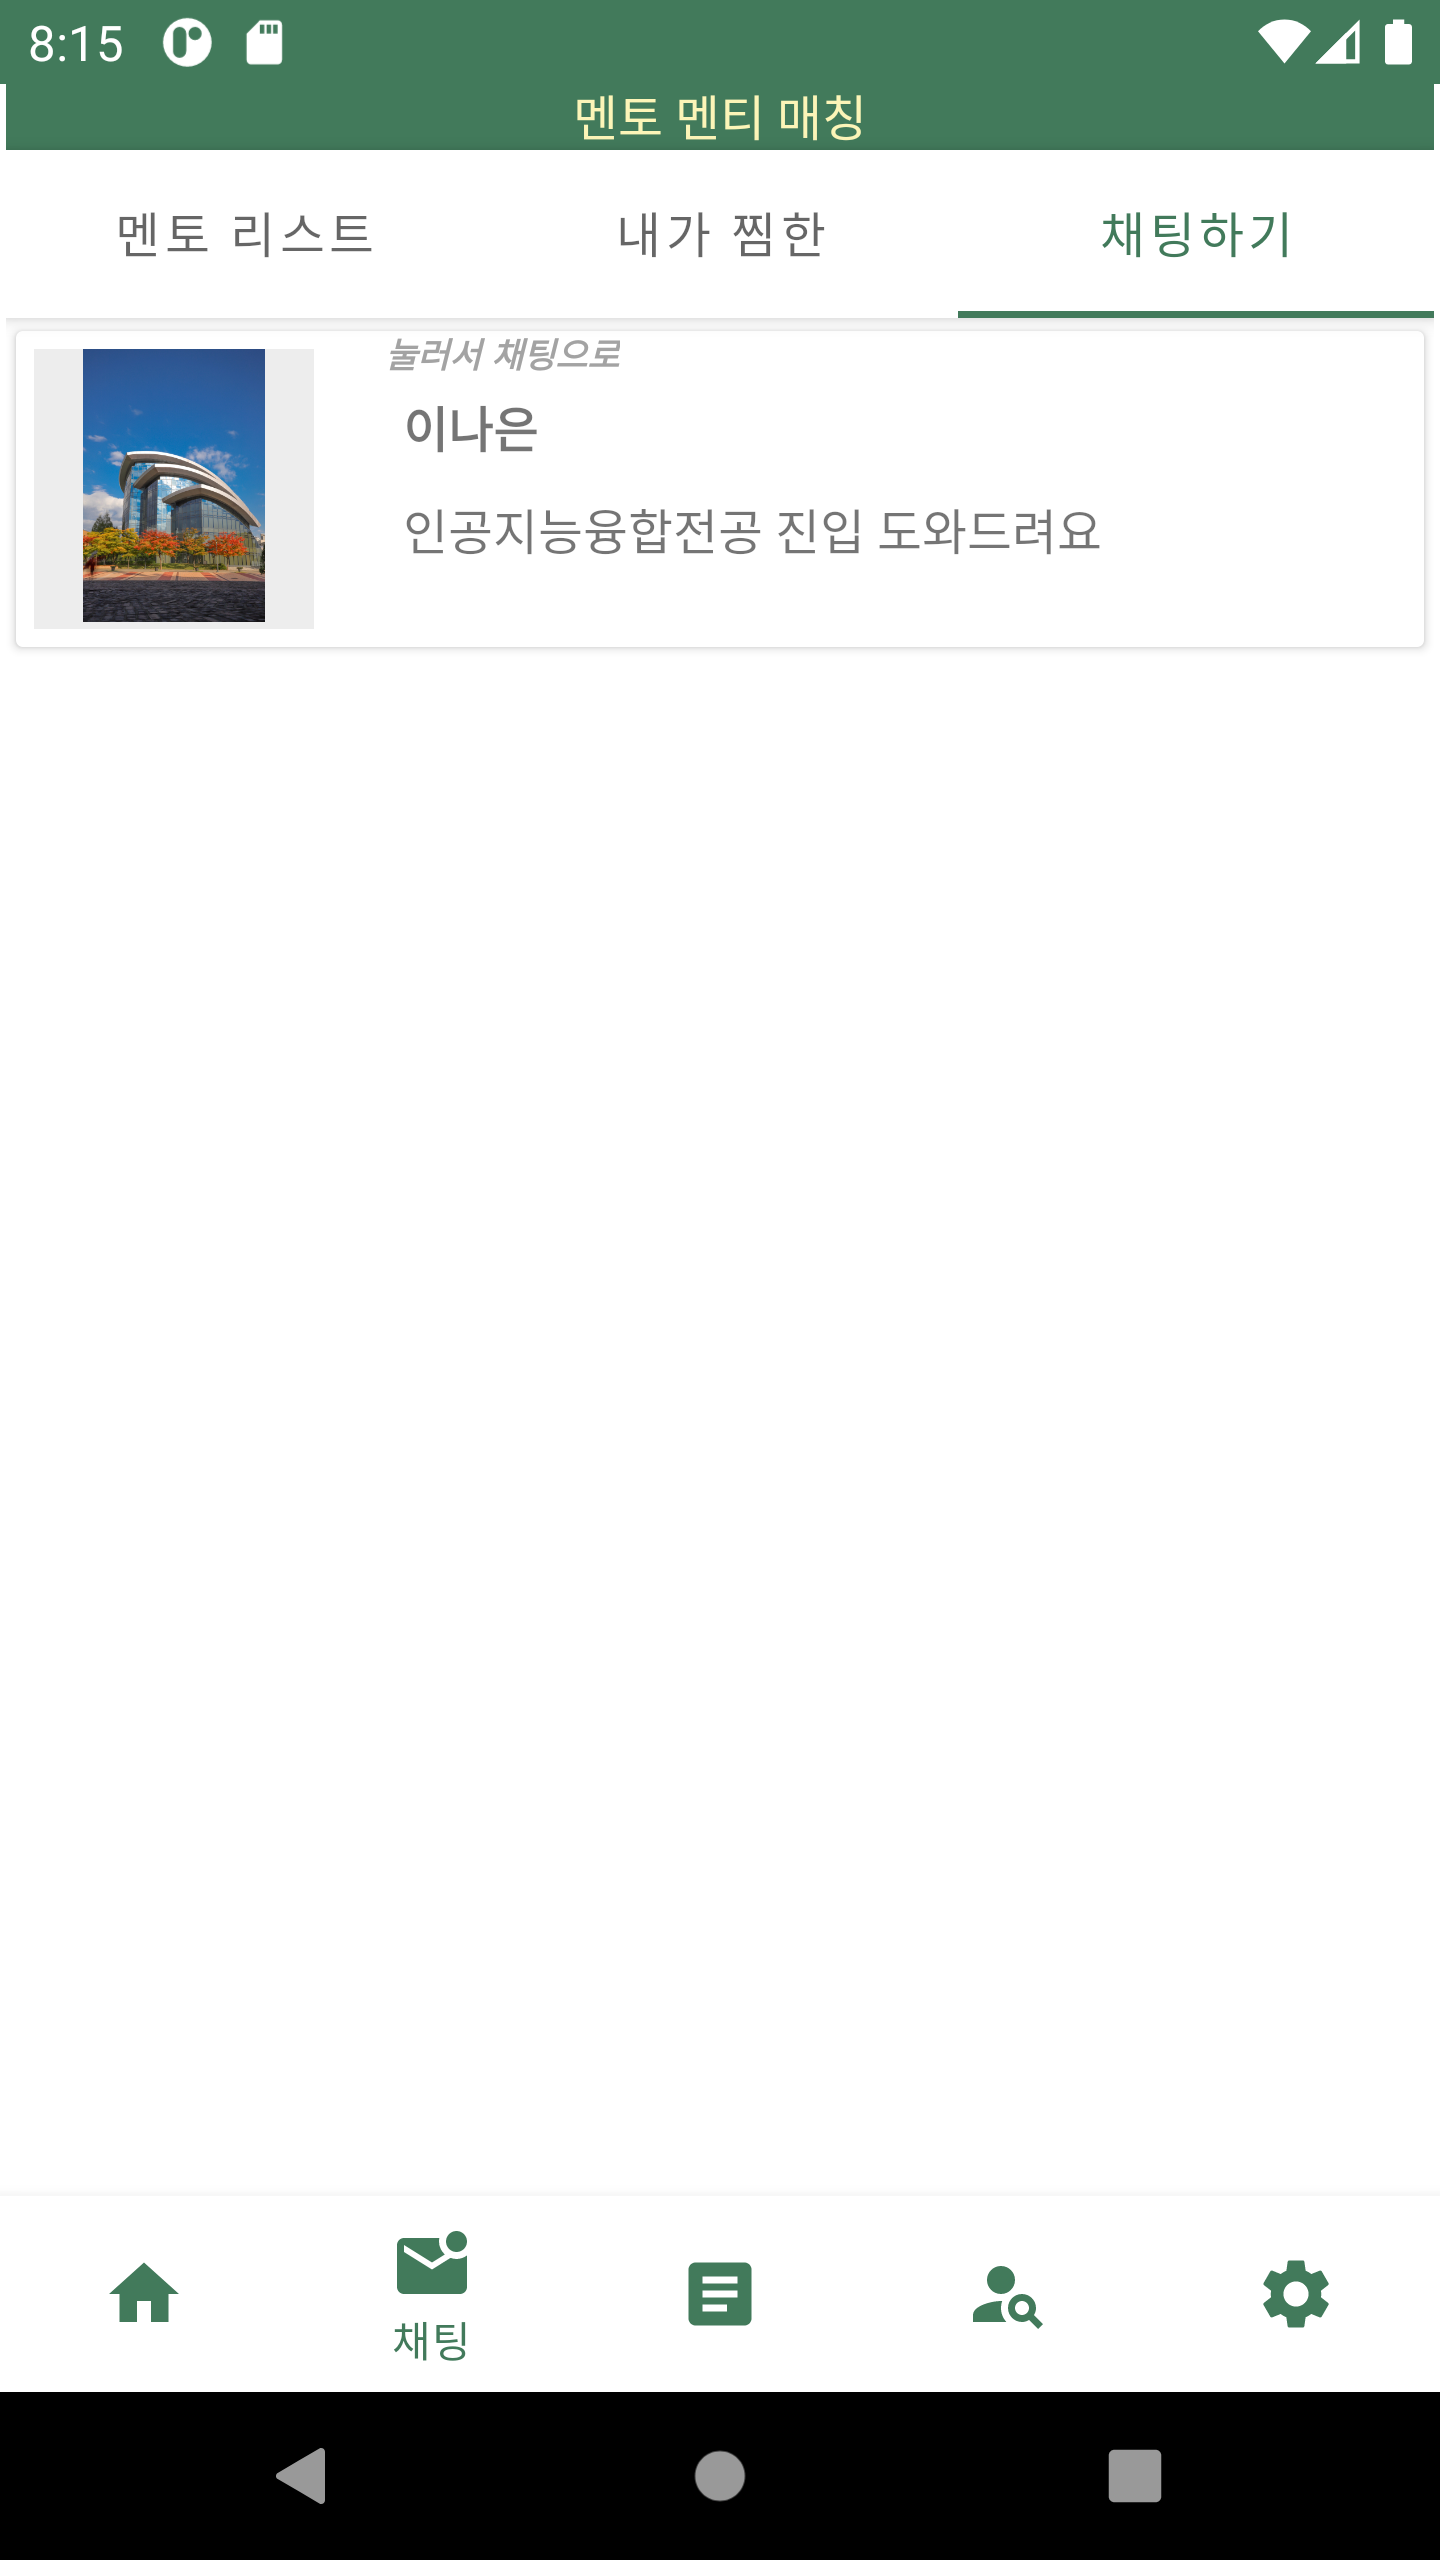 8:15
멘토 멘티 매칭
멘토 리스트
내가 찜한
채팅하기
눌러서 채팅으로
이나은
인공지능융합전공 진입 도와드려요
채팅